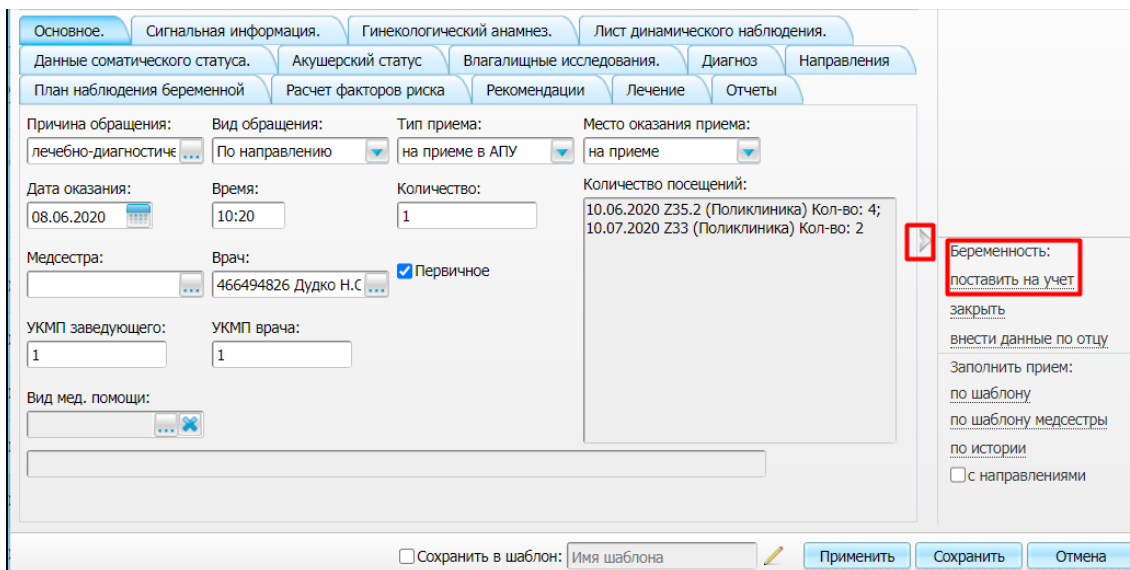 Основное. Сигнальная информация. Гинекологический анамнез. Лист динамического наблюдения.
Данные соматического статуса. Акушерский статус Влагалищные исследования. Диагноз Направления
План наблюдения беременной Расчет факторов риска Рекомендации Лечение Отчеты
Причина обращения: Вид обращения: Тип приема: Место оказания приема:
лечебно-диагностиче ... По направлению на приеме в АПУ на приеме
Дата оказания: Время: Количество: Количество посещений:
08.06.2020 10:20 1
10.06.2020 Z35.2 (Поликлиника) Кол-во: 4;
10.07.2020 Z33 (Поликлиника) Кол-во: 2
Медсестра: Врач:
... 466494826 Дудко Н.С ... Первичное
УКМП заведующего: УКМП врача:
1 1
Вид мед. помощи:
...
Беременность:
поставить на учет
закрыть
внести данные по отцу
Заполнить прием:
по шаблону
по шаблону медсестры
по истории
с направлениями
Сохранить в шаблон: Имя шаблона Применить Сохранить Отмена